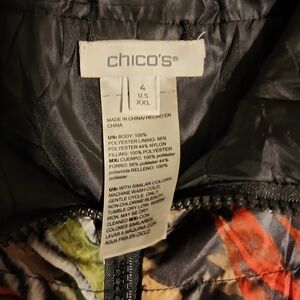 chico's®
4
U.S.
XXL
MADE IN CHINA/ HECHO EN
CHINA
US: BODY: 100%
POLYESTER LINING: 56%
POLYESTER 44% NYLON
FILLING: 100% POLYESTER
MX: CUERPO: 100% poliéster
FORRO: 56% poliéster 44%
poliamida RELLENO: 100%
poliéster
US: WITH SIMILAR COLORS
MACHINE WASH COLD,
GENTLE CYCLE. ONLY
NON-CHLORINE BLEACH.
TUMBLE DRY LOW. WARM
IRON, MAY BE DRY
CLEANED MX: CON
COLORES SIMILARES.
LAVAR A MAQUINA CON
AGUA FRIA EN CICLO